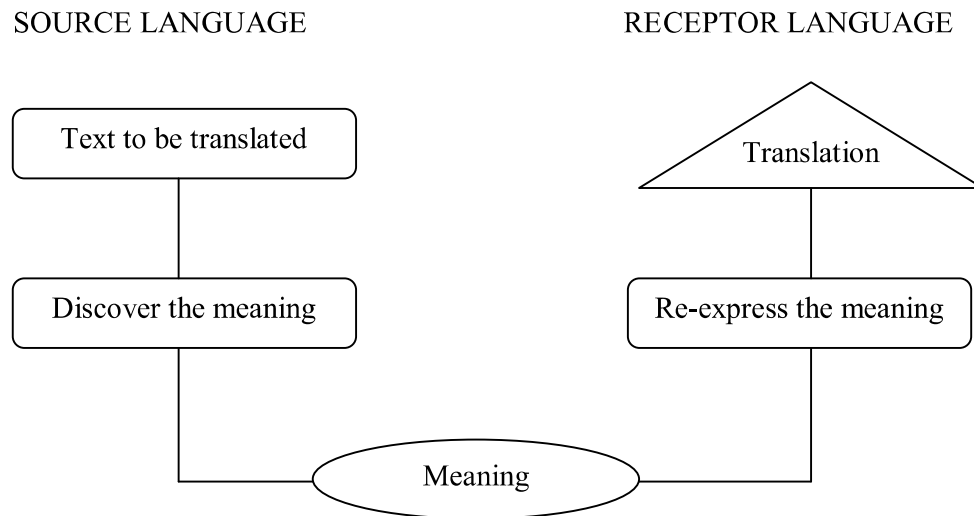 SOURCE LANGUAGE
RECEPTOR LANGUAGE
Text to be translated
Translation
Discover the meaning
Re-express the meaning
Meaning